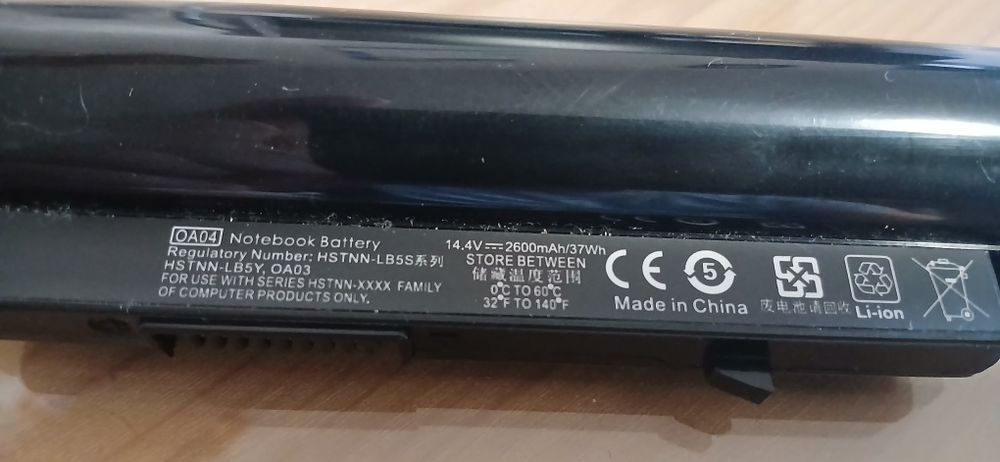 OA04 Notebook Battery
Regulatory Number: HSTNN-LB5S系列
HSTNN-LB5Y, OA03
FOR USE WITH SERIES HSTNN-XXXX FAMILY
OF COMPUTER PRODUCTS ONLY.
14.4V⎓2600mAh/37Wh
STORE BETWEEN
储藏温度范围
0°C TO 60°C
32°F TO 140°F
CE
5
Made in China
废电池请回收
Li-ion